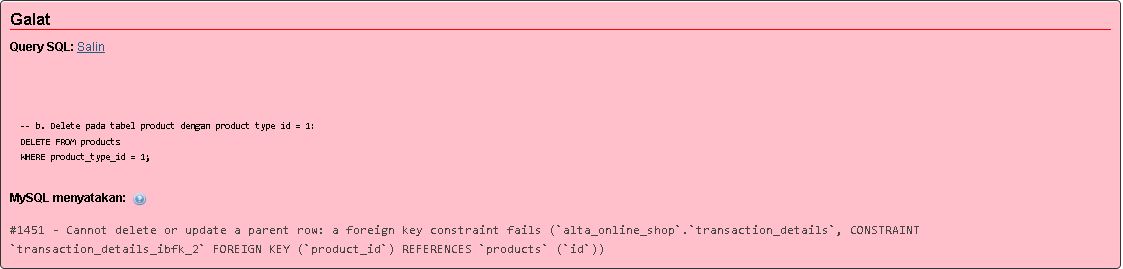 Galat
Query SQL: Salin
-- b. Delete pada tabel product dengan product type id = 1:
DELETE FROM products
WHERE product_type_id = 1;
MySQL menyatakan:
#1451 - Cannot delete or update a parent row: a foreign key constraint fails (`alta_online_shop`.`transaction_details`, CONSTRAINT
`transaction_details_ibfk_2` FOREIGN KEY (`product_id`) REFERENCES `products` (`id`))